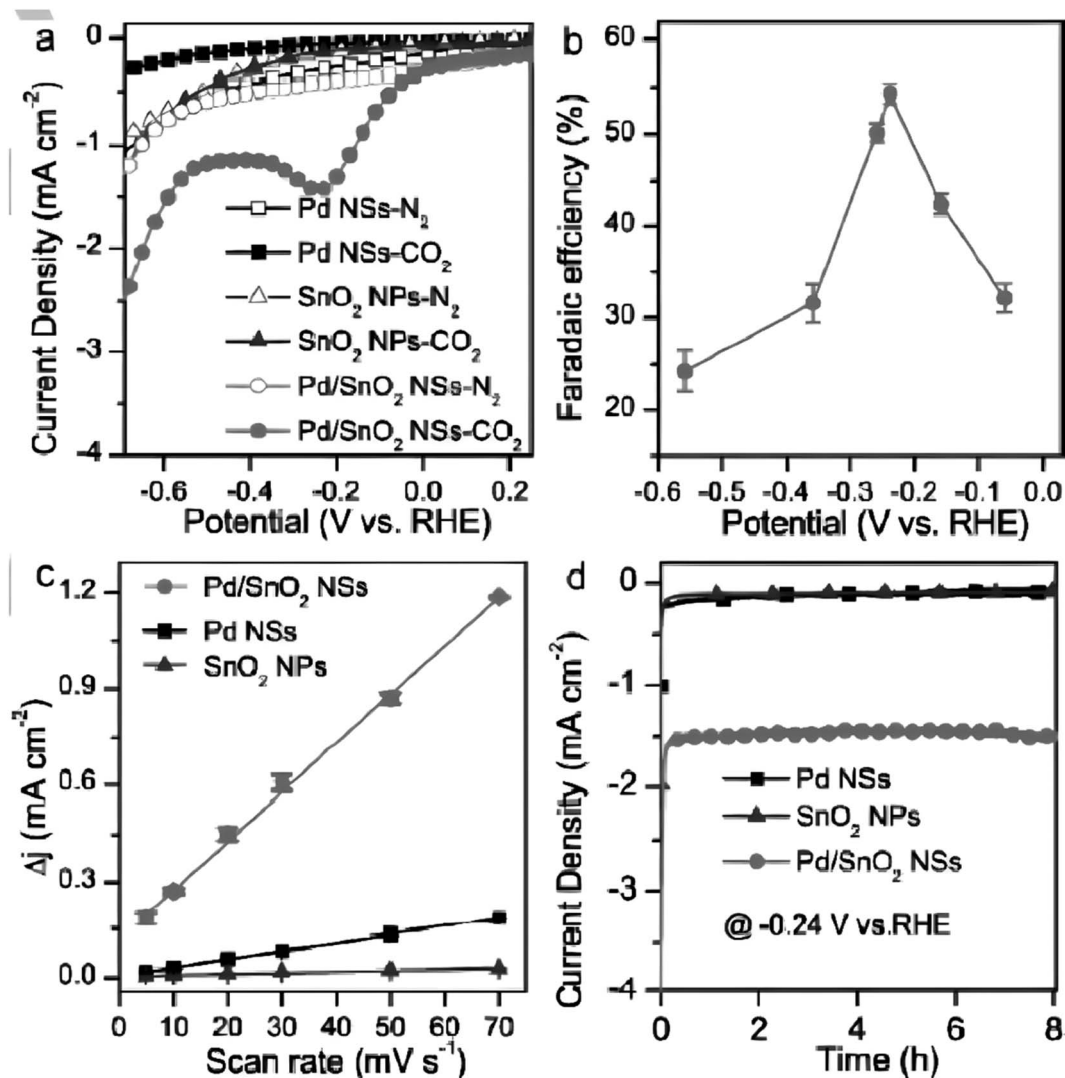 a
0
-1
-2
-3
-4
Current Density (mA cm⁻²)
Pd NSs-N₂
Pd NSs-CO₂
SnO₂ NPs-N₂
SnO₂ NPs-CO₂
Pd/SnO₂ NSs-N₂
Pd/SnO₂ NSs-CO₂
-0.6 -0.4 -0.2 0.0 0.2
Potential (V vs. RHE)
b
60
50
40
30
20
Faradaic effciency (%)
-0.6 -0.5 -0.4 -0.3 -0.2 -0.1 0.0
Potential (V vs. RHE)
c
1.2
0.9
0.6
0.3
0.0
Δj (mA cm⁻²)
Pd/SnO₂ NSs
Pd NSs
SnO₂ NPs
0 10 20 30 40 50 60 70
Scan rate (mV s⁻¹)
d
0
-1
-2
-3
-4
Current Density (mA cm⁻²)
Pd NSs
SnO₂ NPs
Pd/SnO₂ NSs
@ -0.24 V vs.RHE
0 2 4 6 8
Time (h)